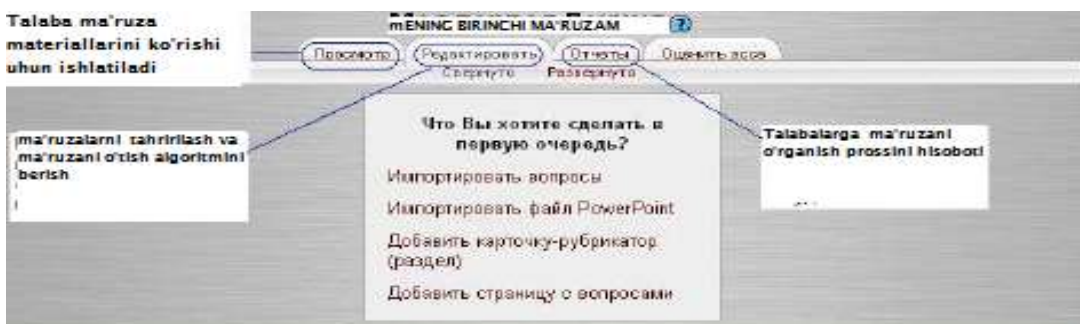 Talaba ma'ruza
materiallarini ko'rishi
uhun ishlatiladi
mENING BIRINCHI MA'RUZAM
Просмотр Редактировать Отчеты Оценить эссе
Свернуто Развернуто
ma'ruzalarni tahririlash va
ma'ruzani o'tish algoritmini
berish
Что Вы хотите сделать в
первую очередь?
Импортировать вопросы
Импортировать файл PowerPoint
Добавить карточку-рубрикатор
(раздел)
Добавить страницу с вопросами
Talabalarga ma'ruzani
o'rganish prossini hisoboti